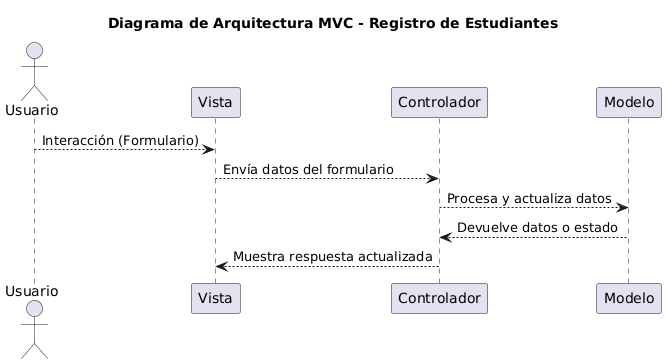 Diagrama de Arquitectura MVC - Registro de Estudiantes
Usuario
Vista
Controlador
Modelo
Interacción (Formulario)
Envía datos del formulario
Procesa y actualiza datos
Devuelve datos o estado
Muestra respuesta actualizada
Usuario
Vista
Controlador
Modelo